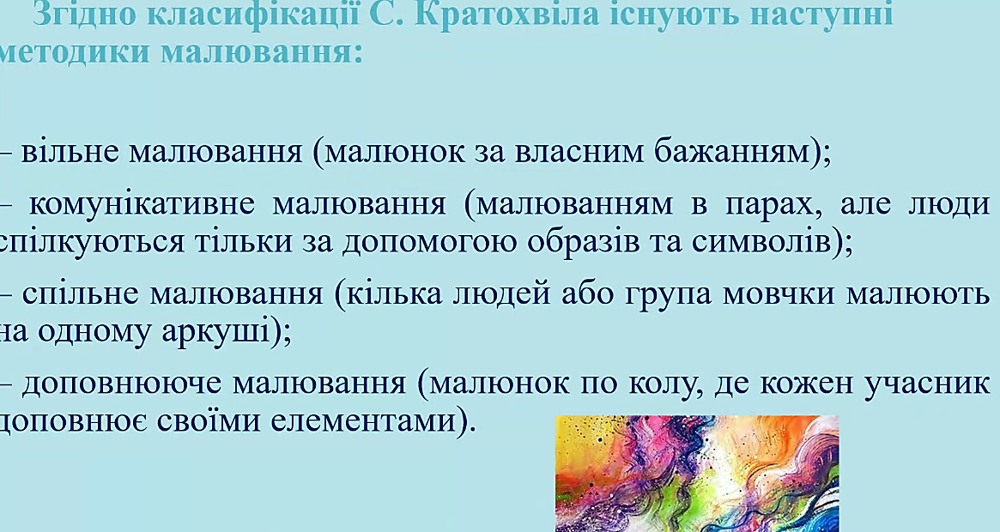 Згідно класифікації С. Кратохвіла існують наступні
методики малювання:
– вільне малювання (малюнок за власним бажанням);
– комунікативне малювання (малюванням в парах, але люди
спілкуються тільки за допомогою образів та символів);
– спільне малювання (кілька людей або група мовчки малюють
на одному аркуші);
– доповнююче малювання (малюнок по колу, де кожен учасник
доповнює своїми елементами).